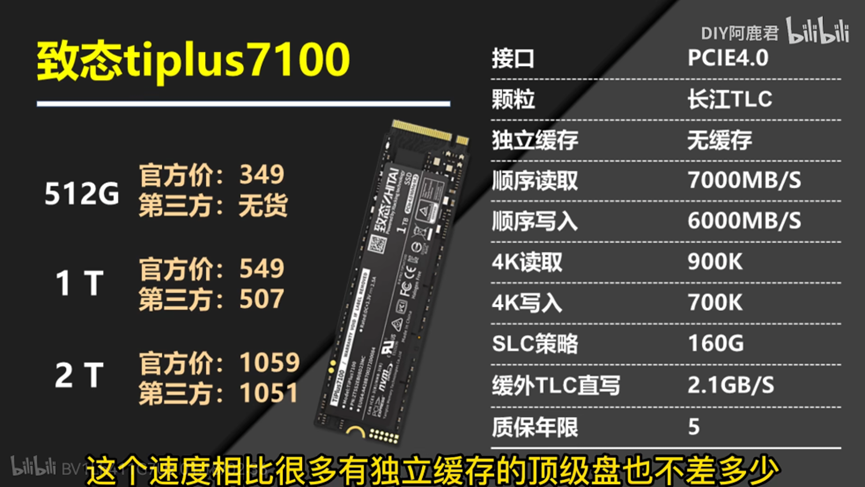 DIY阿鹿君 bilibili
致态tiplus7100
512G
官方价：349
第三方：无货
1 T
官方价：549
第三方：507
2 T
官方价：1059
第三方：1051
致态/ZHITAI
SSD
1 TB
接口 PCIE4.0
颗粒 长江TLC
独立缓存 无缓存
顺序读取 7000MB/S
顺序写入 6000MB/S
4K读取 900K
4K写入 700K
SLC策略 160G
缓外TLC直写 2.1GB/S
质保年限 5
bilibili
这个速度相比很多有独立缓存的顶级盘也不差多少